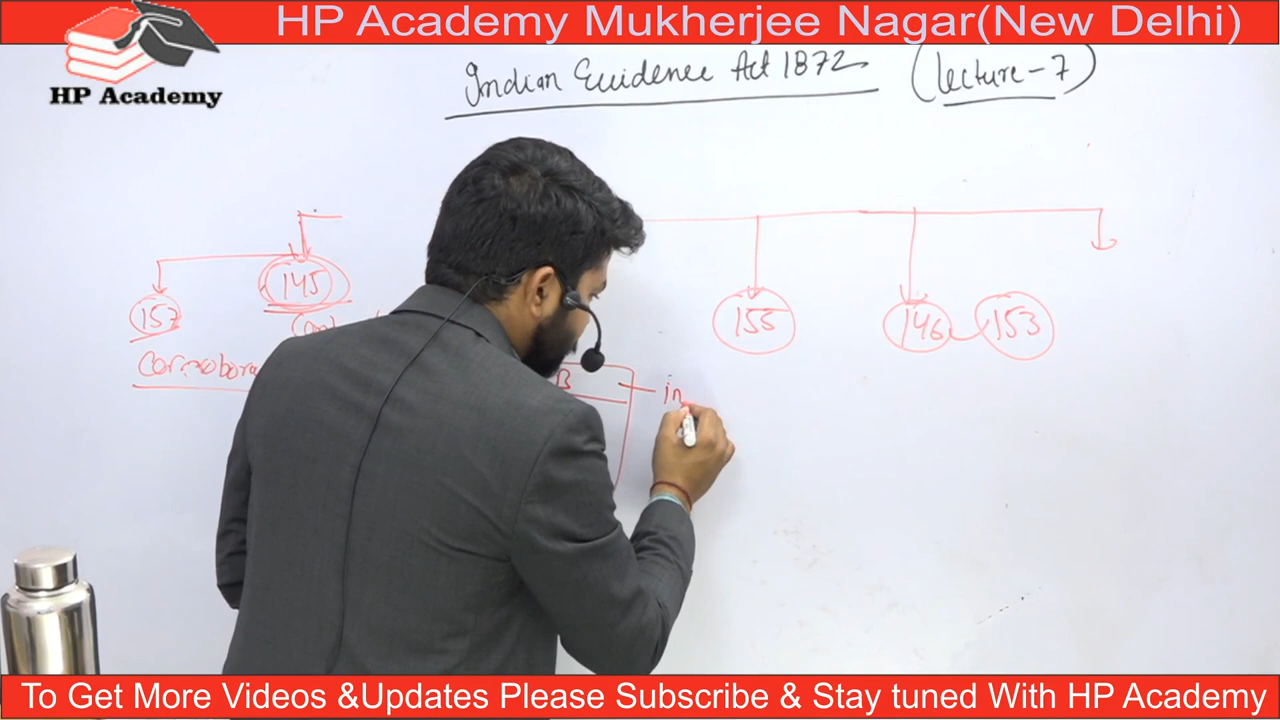 HP Academy Mukherjee Nagar(New Delhi)
HP Academy
Indian Evidence Act 1872
(Lecture-7)
145
157
155
146
153
B
in
To Get More Videos &Updates Please Subscribe & Stay tuned With HP Academy